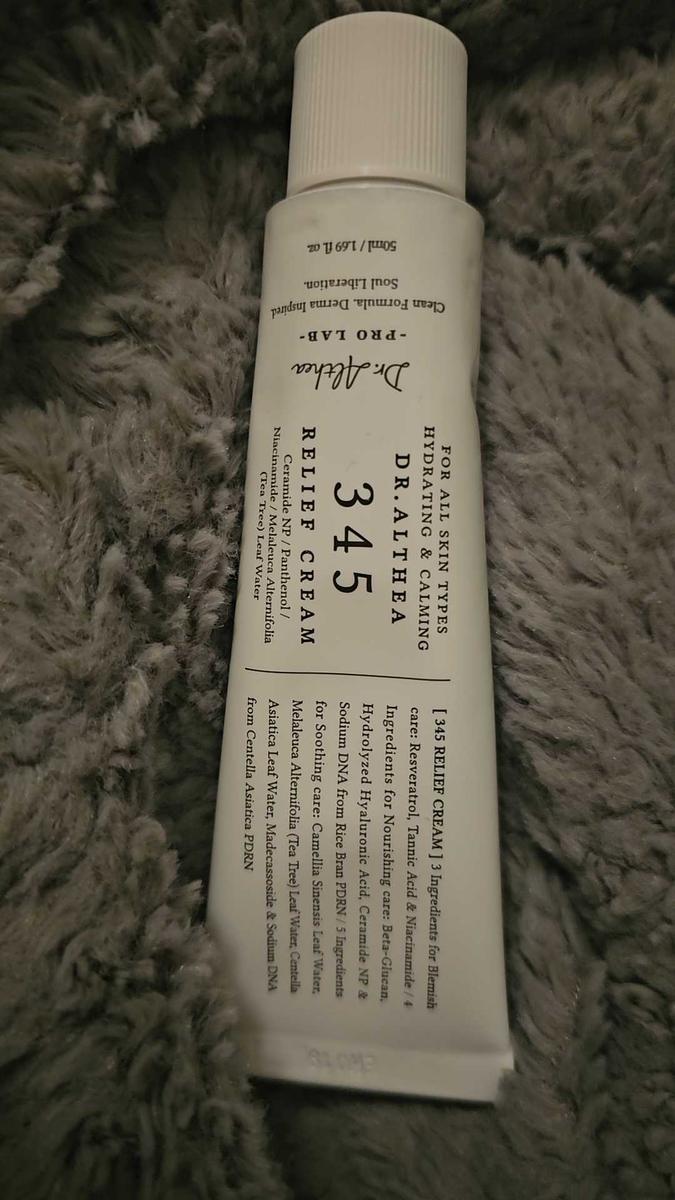 50ml / 1.69 fl oz.
Soul Liberation.
Clean Formula. Derma Inspired.
-PRO LAB-
Dr.Althea
FOR ALL SKIN TYPES
HYDRATING & CALMING
DR.ALTHEA
345
RELIEF CREAM
Ceramide NP / Panthenol /
Niacinamide / Melaleuca Alternifolia
(Tea Tree) Leaf Water
[ 345 RELIEF CREAM ] 3 Ingredients for Blemish
care: Resveratrol, Tannic Acid & Niacinamide / 4
Ingredients for Nourishing care: Beta-Glucan,
Hydrolyzed Hyaluronic Acid, Ceramide NP &
Sodium DNA from Rice Bran PDRN / 5 Ingredients
for Soothing care: Camellia Sinensis Leaf Water,
Melaleuca Alternifolia (Tea Tree) Leaf Water, Centella
Asiatica Leaf Water, Madecassoside & Sodium DNA
from Centella Asiatica PDRN